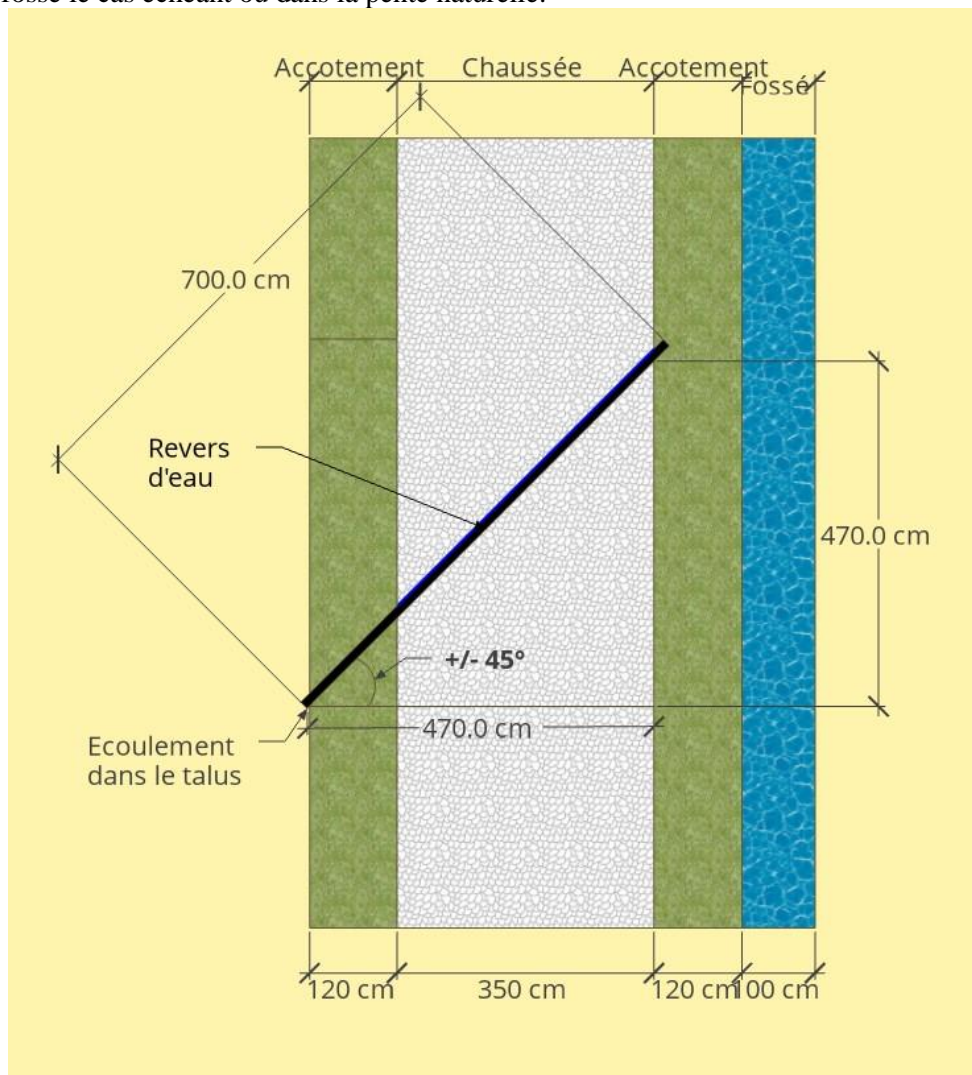 fossé le cas échéant ou dans la pente naturelle.
Accotement Chaussée Accotement
Fossé
700.0 cm
Revers
d'eau
470.0 cm
+/- 45°
470.0 cm
Ecoulement
dans le talus
120 cm 350 cm 120 cm 100 cm